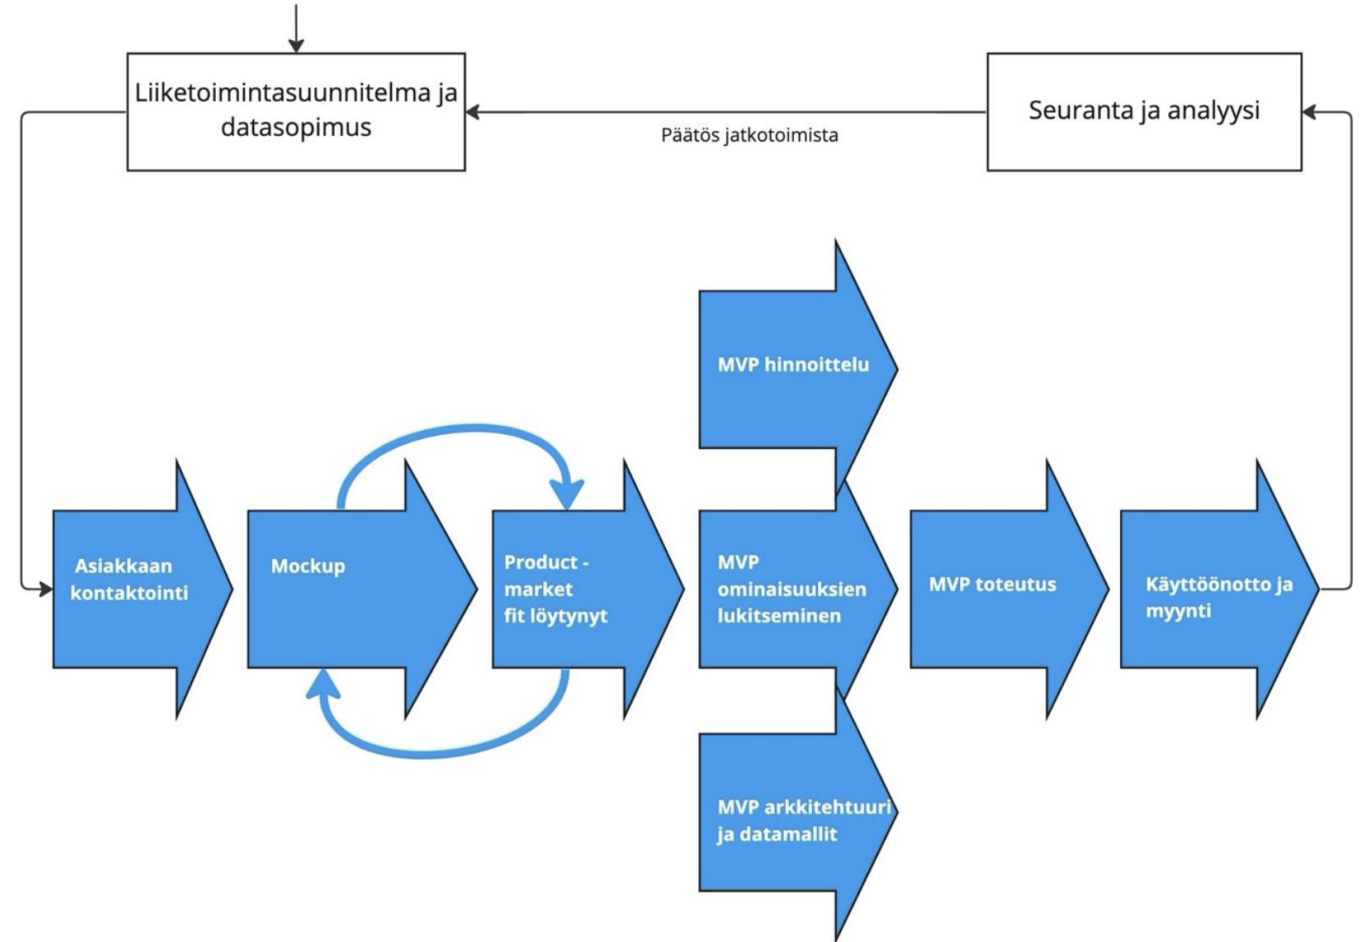 Liiketoimintasuunnitelma ja
datasopimus
Päätös jatkotoimista
Seuranta ja analyysi
MVP hinnoittelu
Asiakkaan
kontaktointi
Mockup
Product -
market
fit löytynyt
MVP
ominaisuuksien
lukitseminen
MVP toteutus
Käyttöönotto ja
myynti
MVP arkkitehtuuri
ja datamallit